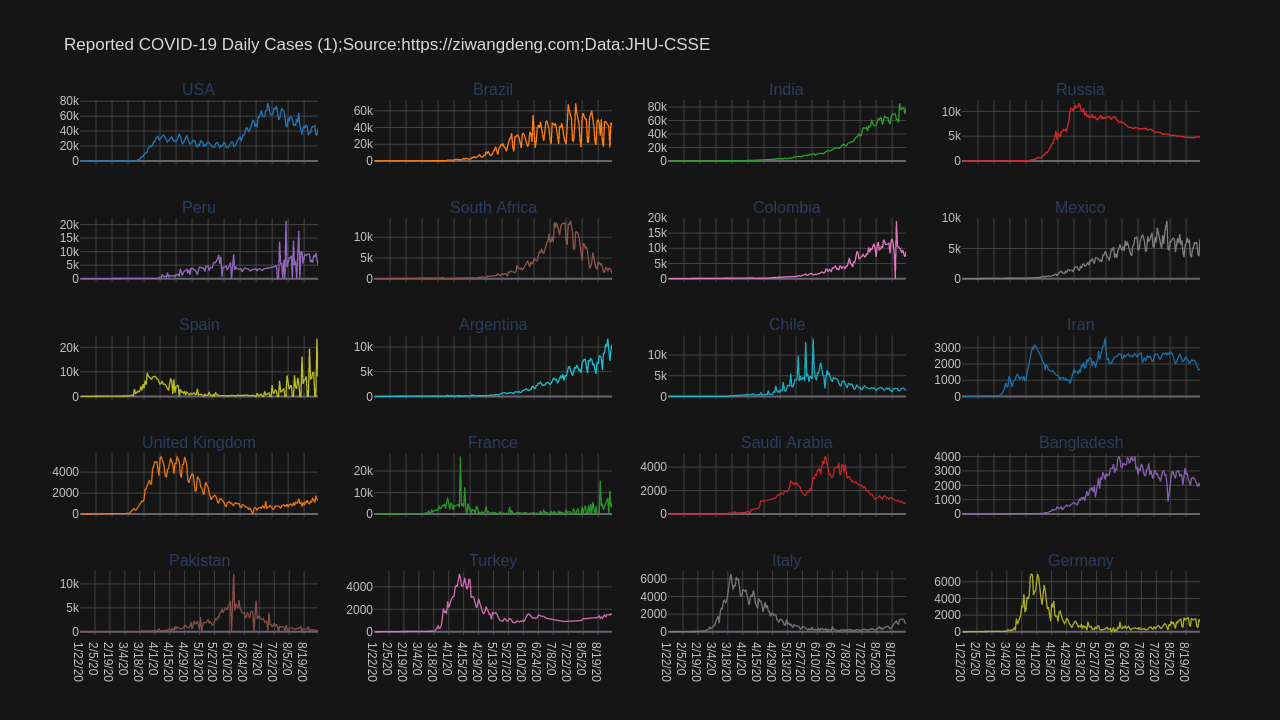 Reported COVID-19 Daily Cases (1);Source:https://ziwangdeng.com;Data:JHU-CSSE
USA
80k
60k
40k
20k
0
Brazil
60k
40k
20k
0
India
80k
60k
40k
20k
0
Russia
10k
5k
0
Peru
20k
15k
10k
5k
0
South Africa
10k
5k
0
Colombia
20k
15k
10k
5k
0
Mexico
10k
5k
0
Spain
20k
10k
0
Argentina
10k
5k
0
Chile
10k
5k
0
Iran
3000
2000
1000
0
United Kingdom
4000
2000
0
France
20k
10k
0
Saudi Arabia
4000
2000
0
Bangladesh
4000
3000
2000
1000
0
Pakistan
10k
5k
0
1/22/20
2/5/20
2/19/20
3/4/20
3/18/20
4/1/20
4/15/20
4/29/20
5/13/20
5/27/20
6/10/20
6/24/20
7/8/20
7/22/20
8/5/20
8/19/20
Turkey
4000
2000
0
1/22/20
2/5/20
2/19/20
3/4/20
3/18/20
4/1/20
4/15/20
4/29/20
5/13/20
5/27/20
6/10/20
6/24/20
7/8/20
7/22/20
8/5/20
8/19/20
Italy
6000
4000
2000
0
1/22/20
2/5/20
2/19/20
3/4/20
3/18/20
4/1/20
4/15/20
4/29/20
5/13/20
5/27/20
6/10/20
6/24/20
7/8/20
7/22/20
8/5/20
8/19/20
Germany
6000
4000
2000
0
1/22/20
2/5/20
2/19/20
3/4/20
3/18/20
4/1/20
4/15/20
4/29/20
5/13/20
5/27/20
6/10/20
6/24/20
7/8/20
7/22/20
8/5/20
8/19/20